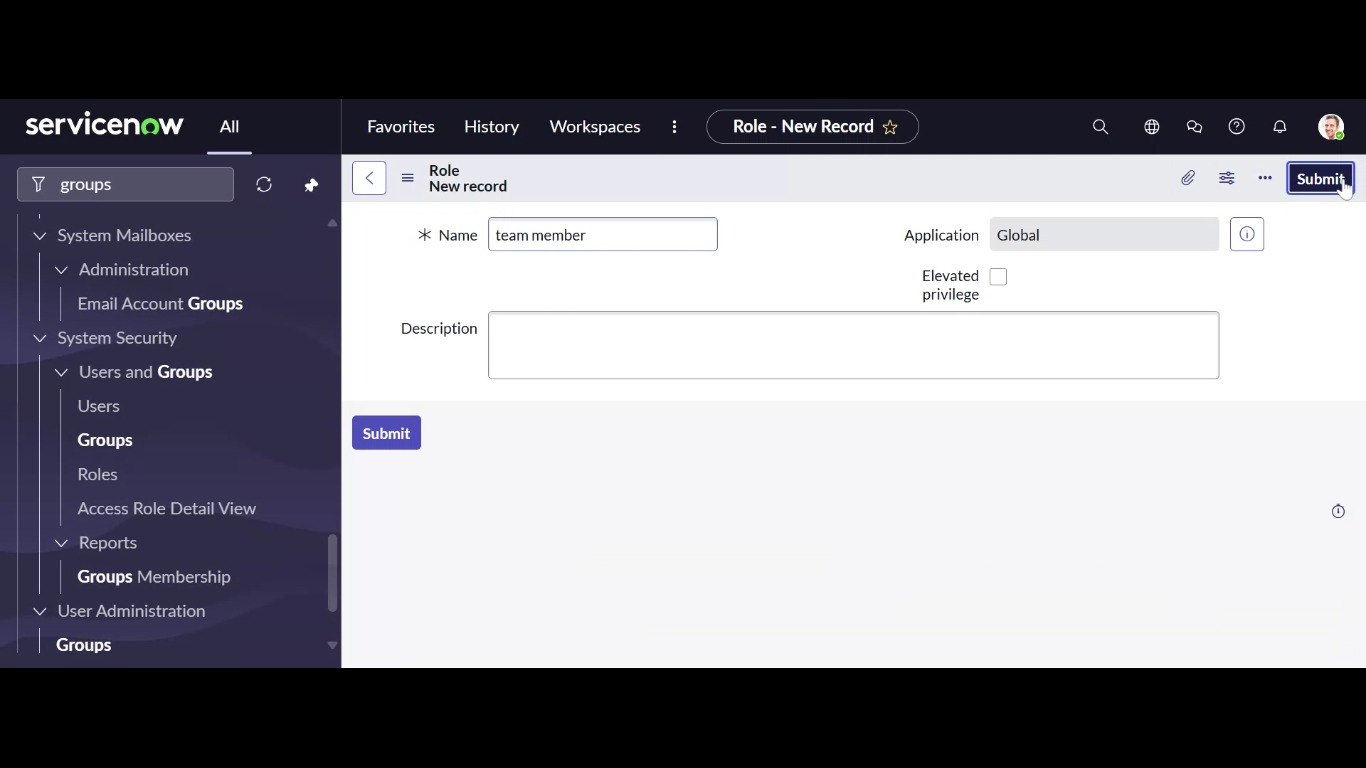 servicenow
All
Favorites
History
Workspaces
Role - New Record
groups
Role
New record
Submit
System Mailboxes
Administration
Email Account Groups
System Security
Users and Groups
Users
Groups
Roles
Access Role Detail View
Reports
Groups Membership
User Administration
Groups
Name
team member
Application
Global
Elevated
privilege
Description
Submit